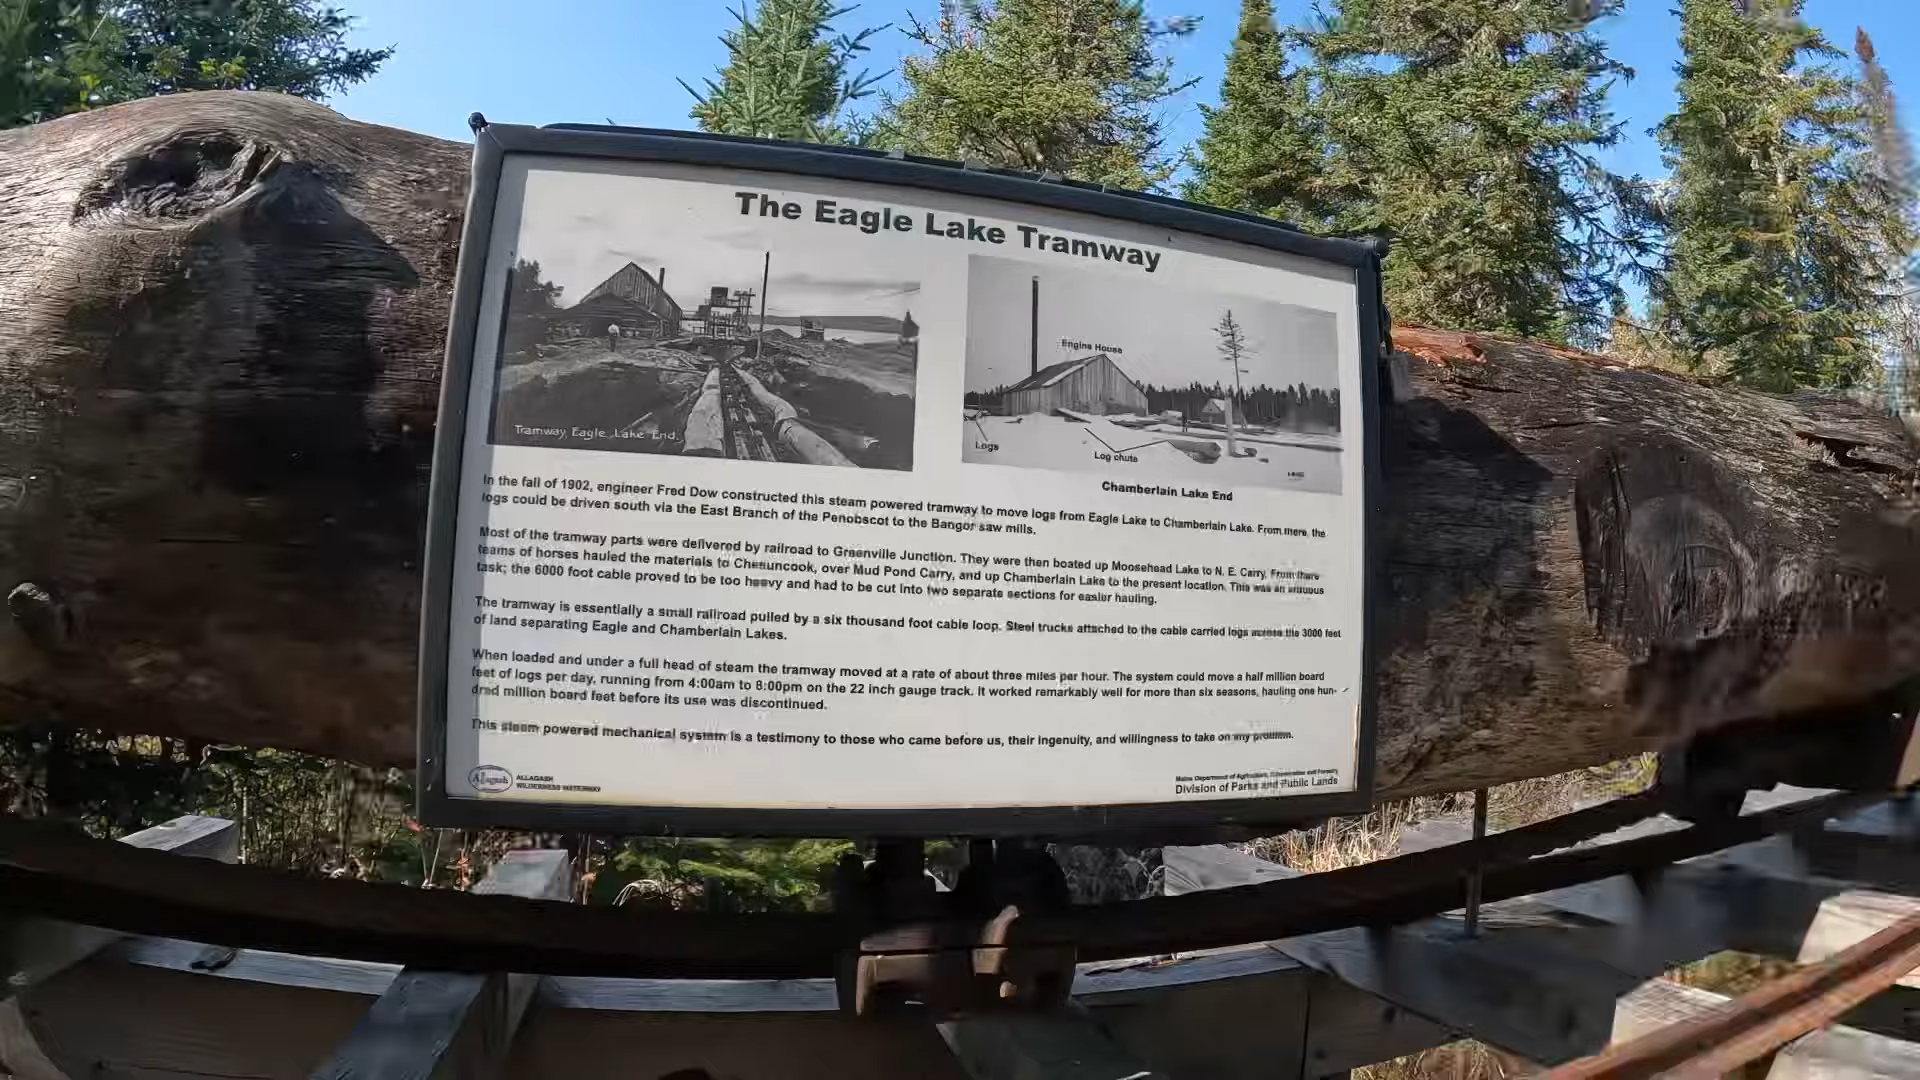 The Eagle Lake Tramway
Tramway, Eagle Lake End.
Engine House
Logs
Log chute
Chamberlain Lake End
In the fall of 1902, engineer Fred Dow constructed this steam powered tramway to move logs from Eagle Lake to Chamberlain Lake. From there, the
logs could be driven south via the East Branch of the Penobscot to the Bangor saw mills.
Most of the tramway parts were delivered by railroad to Greenville Junction. They were then boated up Moosehead Lake to N. E. Carry. From there
teams of horses hauled the materials to Chesuncook, over Mud Pond Carry, and up Chamberlain Lake to the present location. This was an arduous
task; the 6000 foot cable proved to be too heavy and had to be cut into two separate sections for easier hauling.
The tramway is essentially a small railroad pulled by a six thousand foot cable loop. Steel trucks attached to the cable carried logs across the 3000 feet
of land separating Eagle and Chamberlain Lakes.
When loaded and under a full head of steam the tramway moved at a rate of about three miles per hour. The system could move a half million board
feet of logs per day, running from 4:00am to 8:00pm on the 22 inch gauge track. It worked remarkably well for more than six seasons, hauling one hun-
dred million board feet before its use was discontinued.
This steam powered mechanical system is a testimony to those who came before us, their ingenuity, and willingness to take on any problem.
Allagash
ALLAGASH
WILDERNESS WATERWAY
Maine Department of Agriculture, Conservation and Forestry
Division of Parks and Public Lands